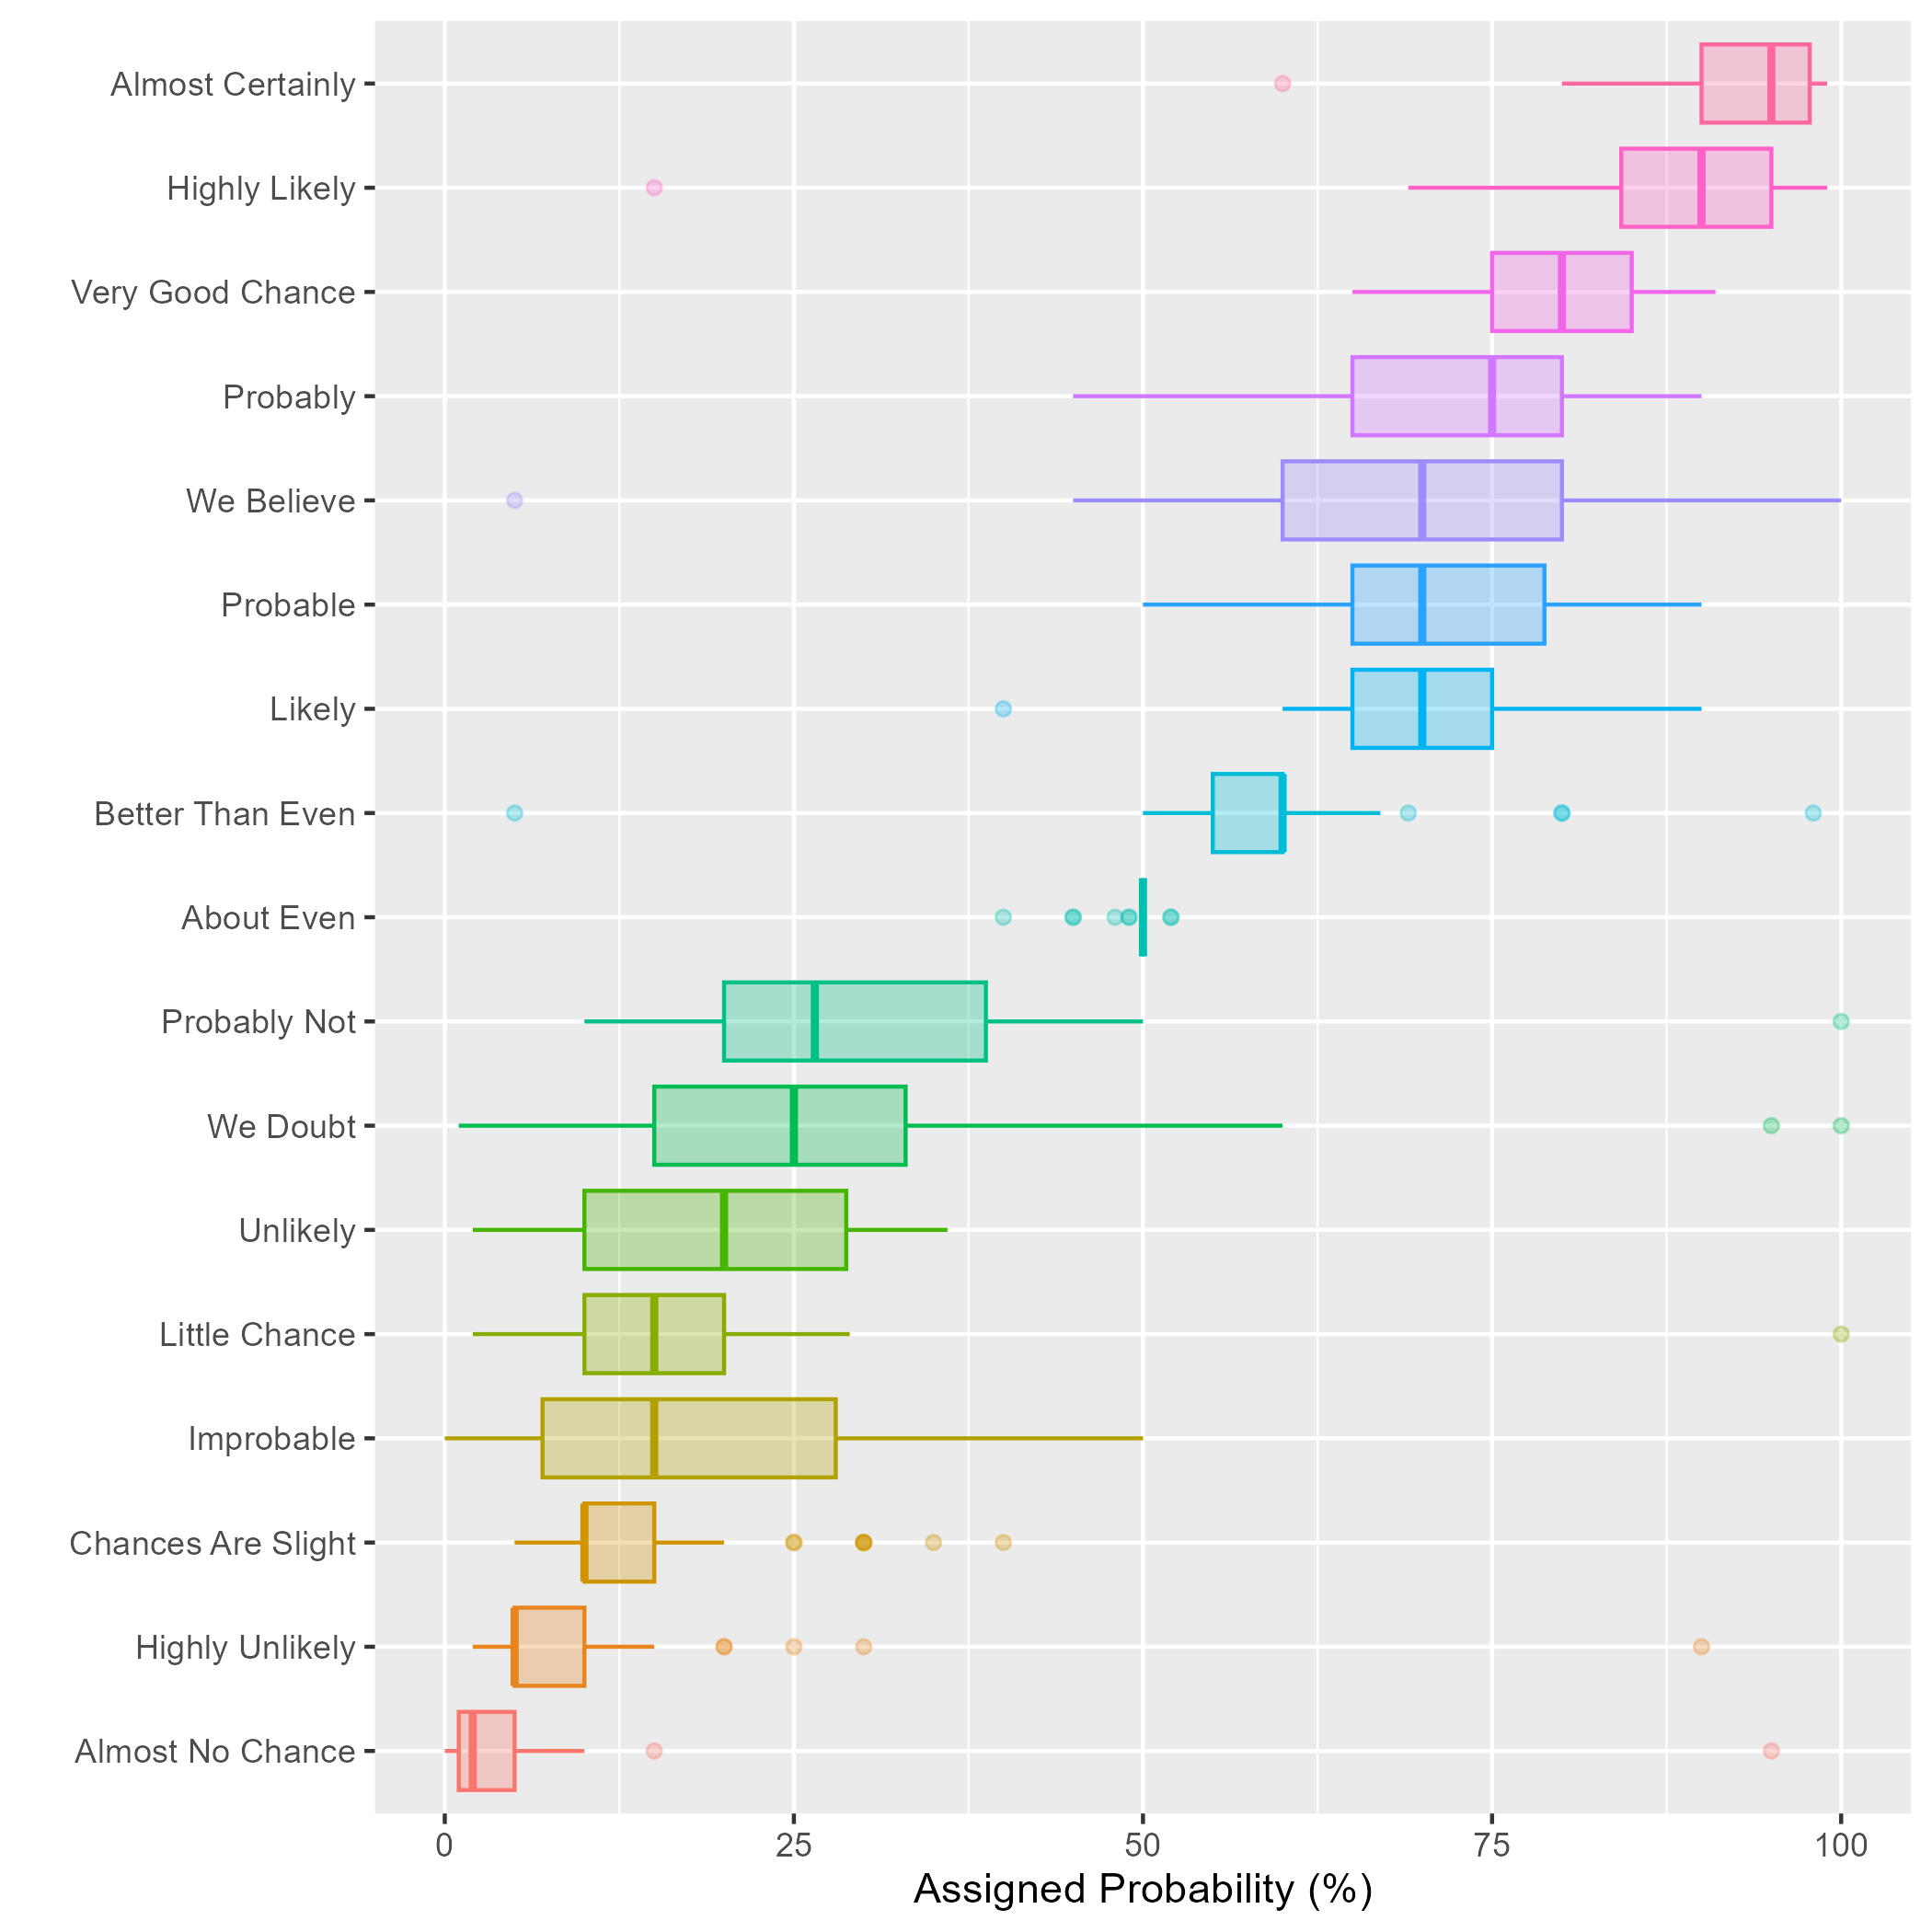 Almost Certainly
Highly Likely
Very Good Chance
Probably
We Believe
Probable
Likely
Better Than Even
About Even
Probably Not
We Doubt
Unlikely
Little Chance
Improbable
Chances Are Slight
Highly Unlikely
Almost No Chance
0 25 50 75 100
Assigned Probability (%)